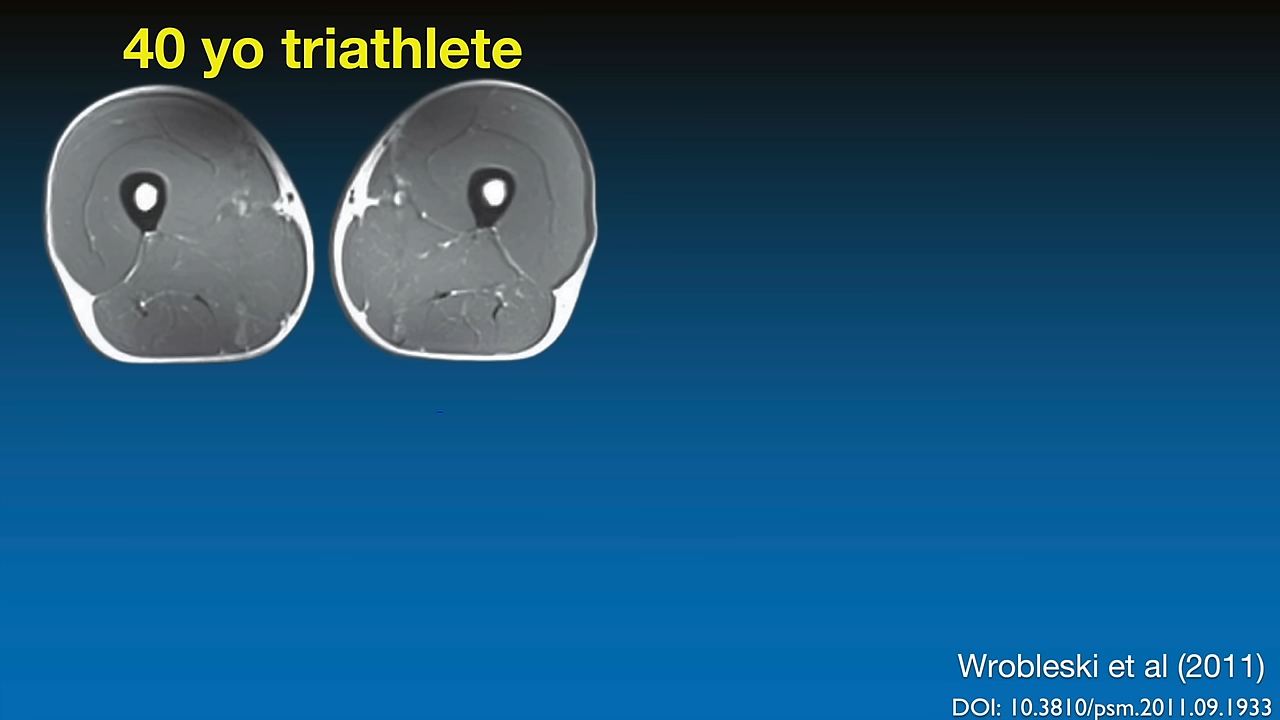 40 yo triathlete
Wrobleski et al (2011)
DOI: 10.3810/psm.2011.09.1933